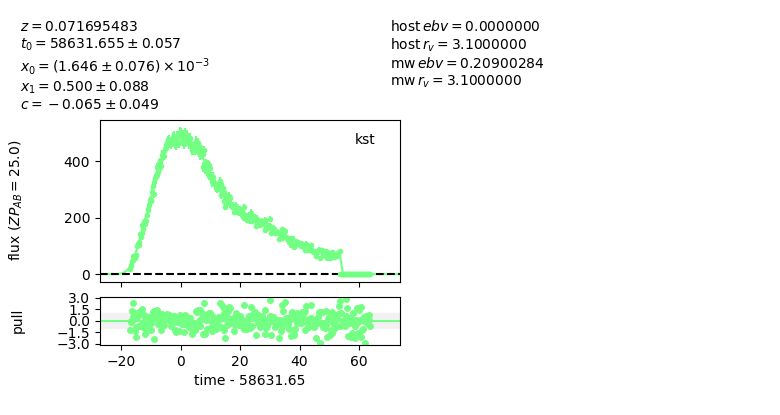 z = 0.071695483
t₀ = 58631.655 ± 0.057
x₀ = (1.646 ± 0.076) × 10⁻³
x₁ = 0.500 ± 0.088
c = −0.065 ± 0.049
host ebv = 0.0000000
host r_v = 3.1000000
mw ebv = 0.20900284
mw r_v = 3.1000000
kst
flux (ZP_AB = 25.0)
400
200
0
pull
3.0
1.5
0.0
−1.5
−3.0
−20 0 20 40 60
time - 58631.65